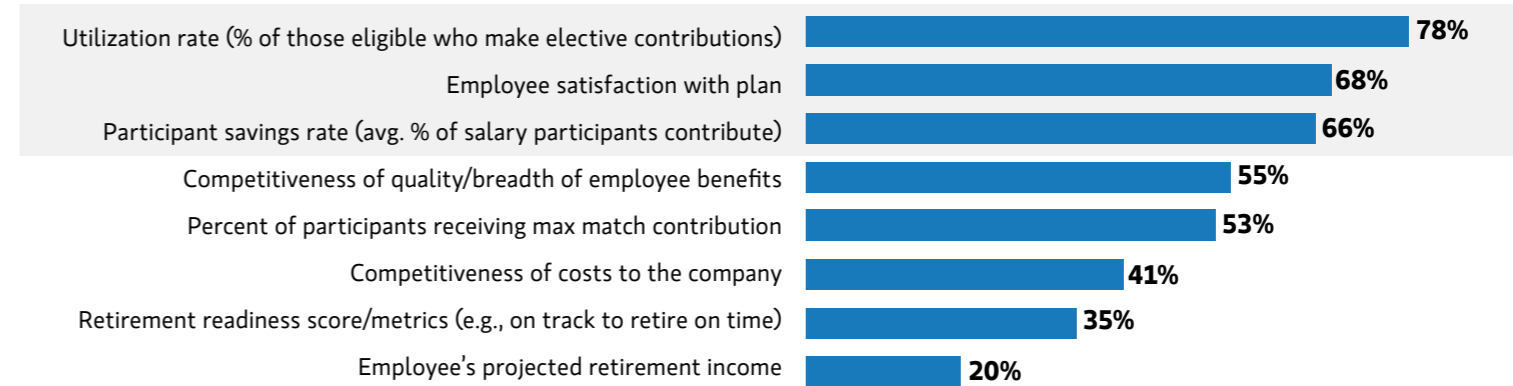 Utilization rate (% of those eligible who make elective contributions) 78%
Employee satisfaction with plan 68%
Participant savings rate (avg. % of salary participants contribute) 66%
Competitiveness of quality/breadth of employee benefits 55%
Percent of participants receiving max match contribution 53%
Competitiveness of costs to the company 41%
Retirement readiness score/metrics (e.g., on track to retire on time) 35%
Employee’s projected retirement income 20%